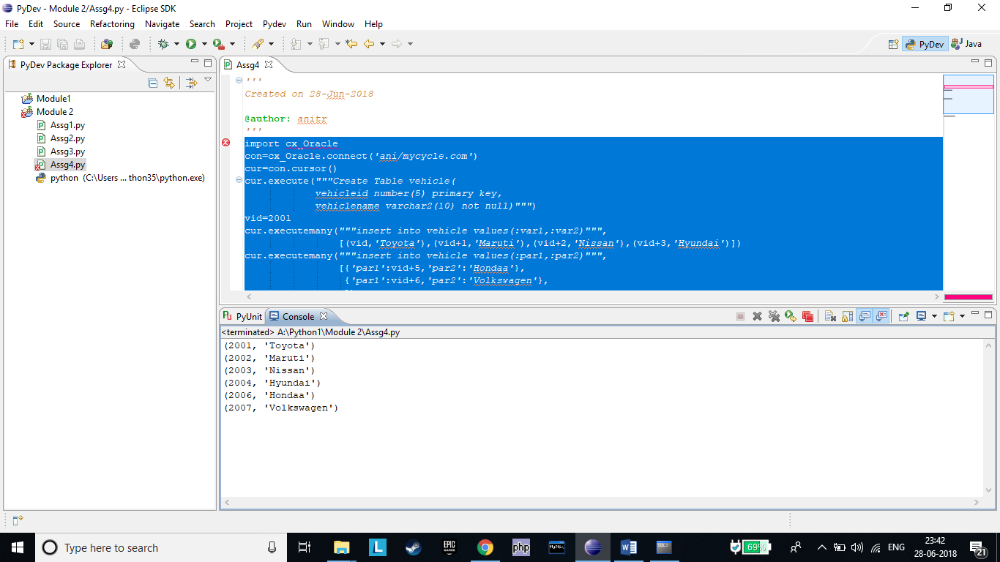 PyDev - Module 2/Assg4.py - Eclipse SDK
File Edit Source Refactoring Navigate Search Project Pydev Run Window Help
PyDev Java
PyDev Package Explorer
Module1
Module 2
Assg1.py
Assg2.py
Assg3.py
Assg4.py
python (C:\Users ... thon35\python.exe)
Assg4
'''
Created on 28-Jun-2018
@author: anitr
'''
import cx_Oracle
con=cx_Oracle.connect('ani/mycycle.com')
cur=con.cursor()
cur.execute("""Create Table vehicle(
vehicleid number(5) primary key,
vehiclename varchar2(10) not null)""")
vid=2001
cur.executemany("""insert into vehicle values(:var1,:var2)""",
[(vid,'Toyota'),(vid+1,'Maruti'),(vid+2,'Nissan'),(vid+3,'Hyundai')])
cur.executemany("""insert into vehicle values(:par1,:par2)""",
[{'par1':vid+5,'par2':'Hondaa'},
{'par1':vid+6,'par2':'Volkswagen'},
PyUnit Console
<terminated> A:\Python1\Module 2\Assg4.py
(2001, 'Toyota')
(2002, 'Maruti')
(2003, 'Nissan')
(2004, 'Hyundai')
(2006, 'Hondaa')
(2007, 'Volkswagen')
Type here to search
L
EPIC GAMES
php
MySQL
SQL
69%
ENG
23:42
28-06-2018
21